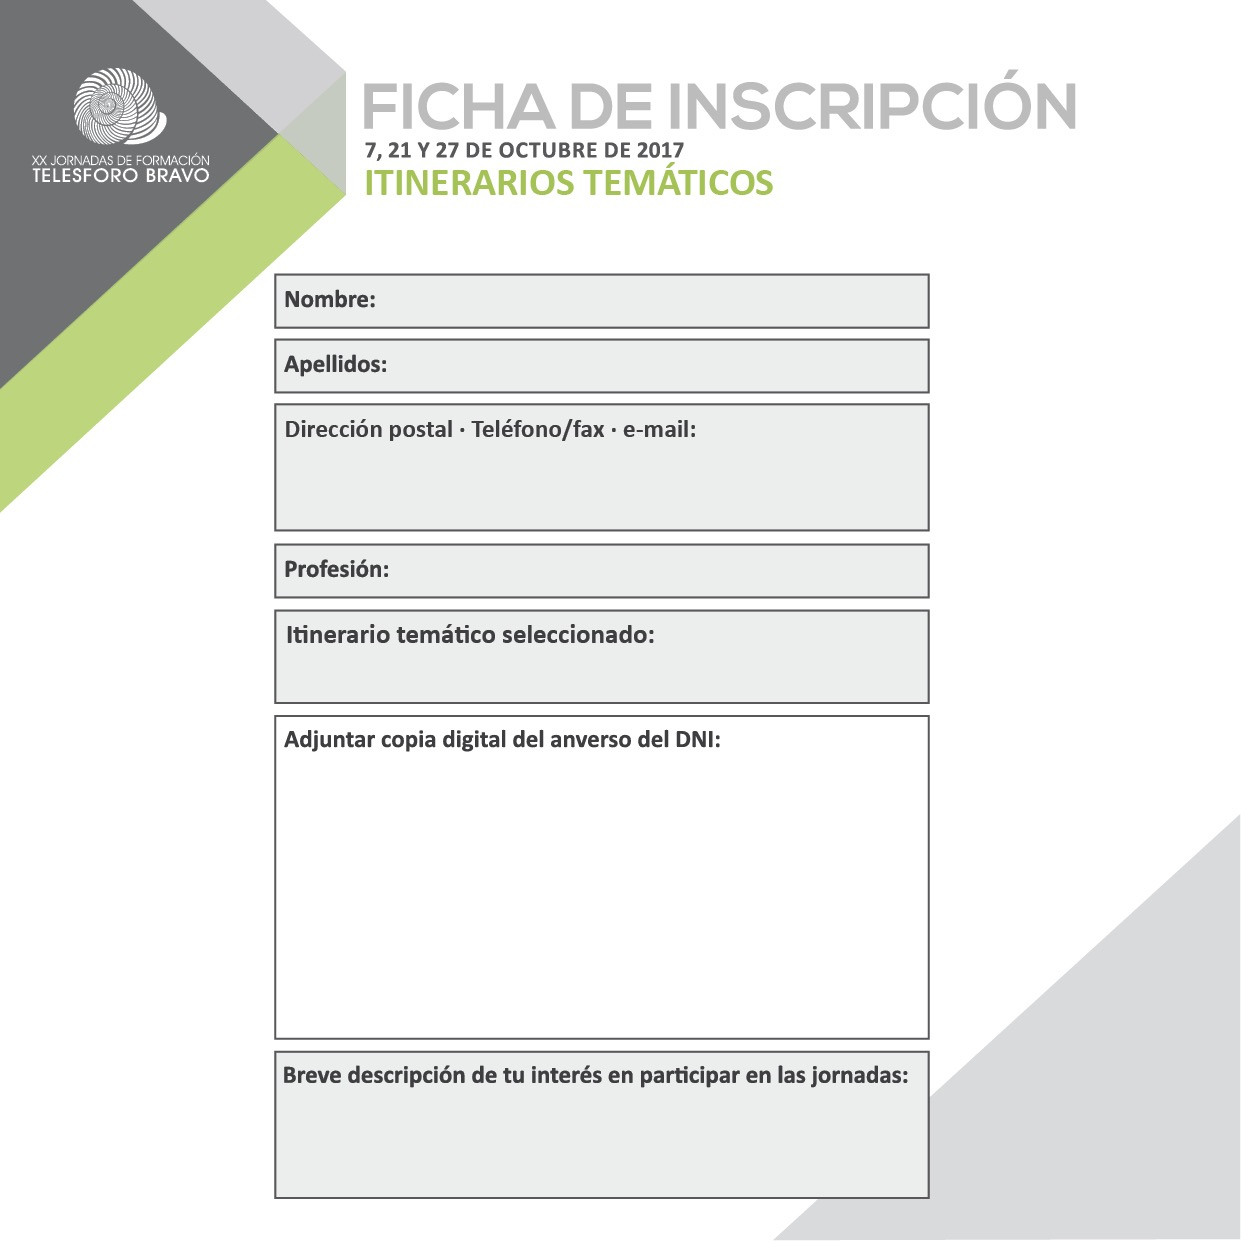 XX JORNADAS DE FORMACIÓN
TELESFORO BRAVO
FICHA DE INSCRIPCIÓN
7, 21 Y 27 DE OCTUBRE DE 2017
ITINERARIOS TEMÁTICOS
Nombre:
Apellidos:
Dirección postal · Teléfono/fax · e-mail:
Profesión:
Itinerario temático seleccionado:
Adjuntar copia digital del anverso del DNI:
Breve descripción de tu interés en participar en las jornadas: